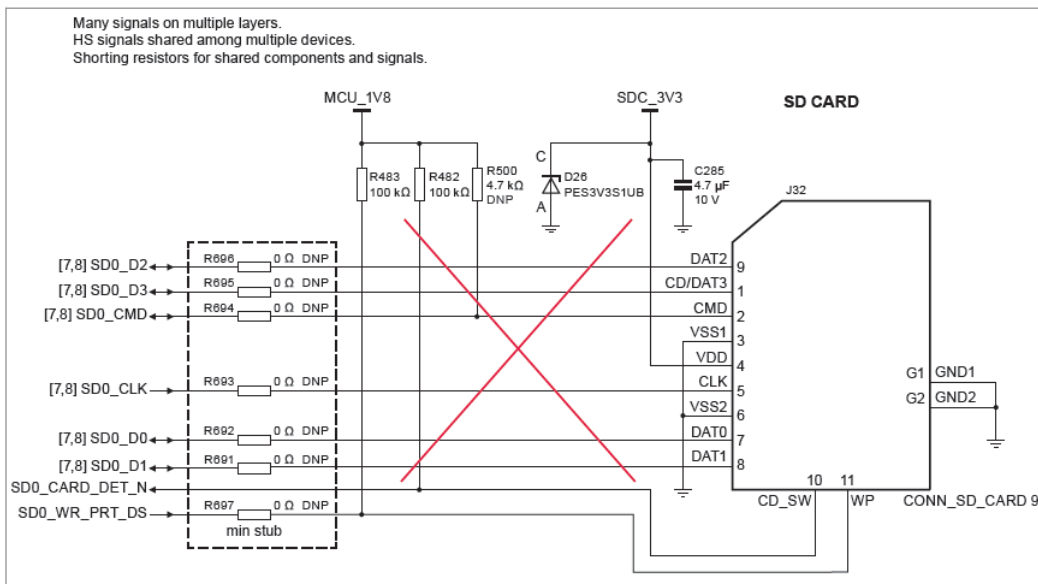 Many signals on multiple layers.
HS signals shared among multiple devices.
Shorting resistors for shared components and signals.
MCU_1V8
SDC_3V3
SD CARD
R483
100 kΩ
R482
100 kΩ
R500
4.7 kΩ
DNP
C
D26
PES3V3S1UB
A
C285
4.7 µF
10 V
J32
[7,8] SD0_D2
R696
0 Ω DNP
DAT2
9
[7,8] SD0_D3
R695
0 Ω DNP
CD/DAT3
1
[7,8] SD0_CMD
R694
0 Ω DNP
CMD
2
VSS1
3
VDD
4
[7,8] SD0_CLK
R693
0 Ω DNP
CLK
5
VSS2
6
[7,8] SD0_D0
R692
0 Ω DNP
DAT0
7
[7,8] SD0_D1
R691
0 Ω DNP
DAT1
8
G1
GND1
G2
GND2
SD0_CARD_DET_N
SD0_WR_PRT_DS
R697
0 Ω DNP
min stub
10
11
CD_SW
WP
CONN_SD_CARD 9